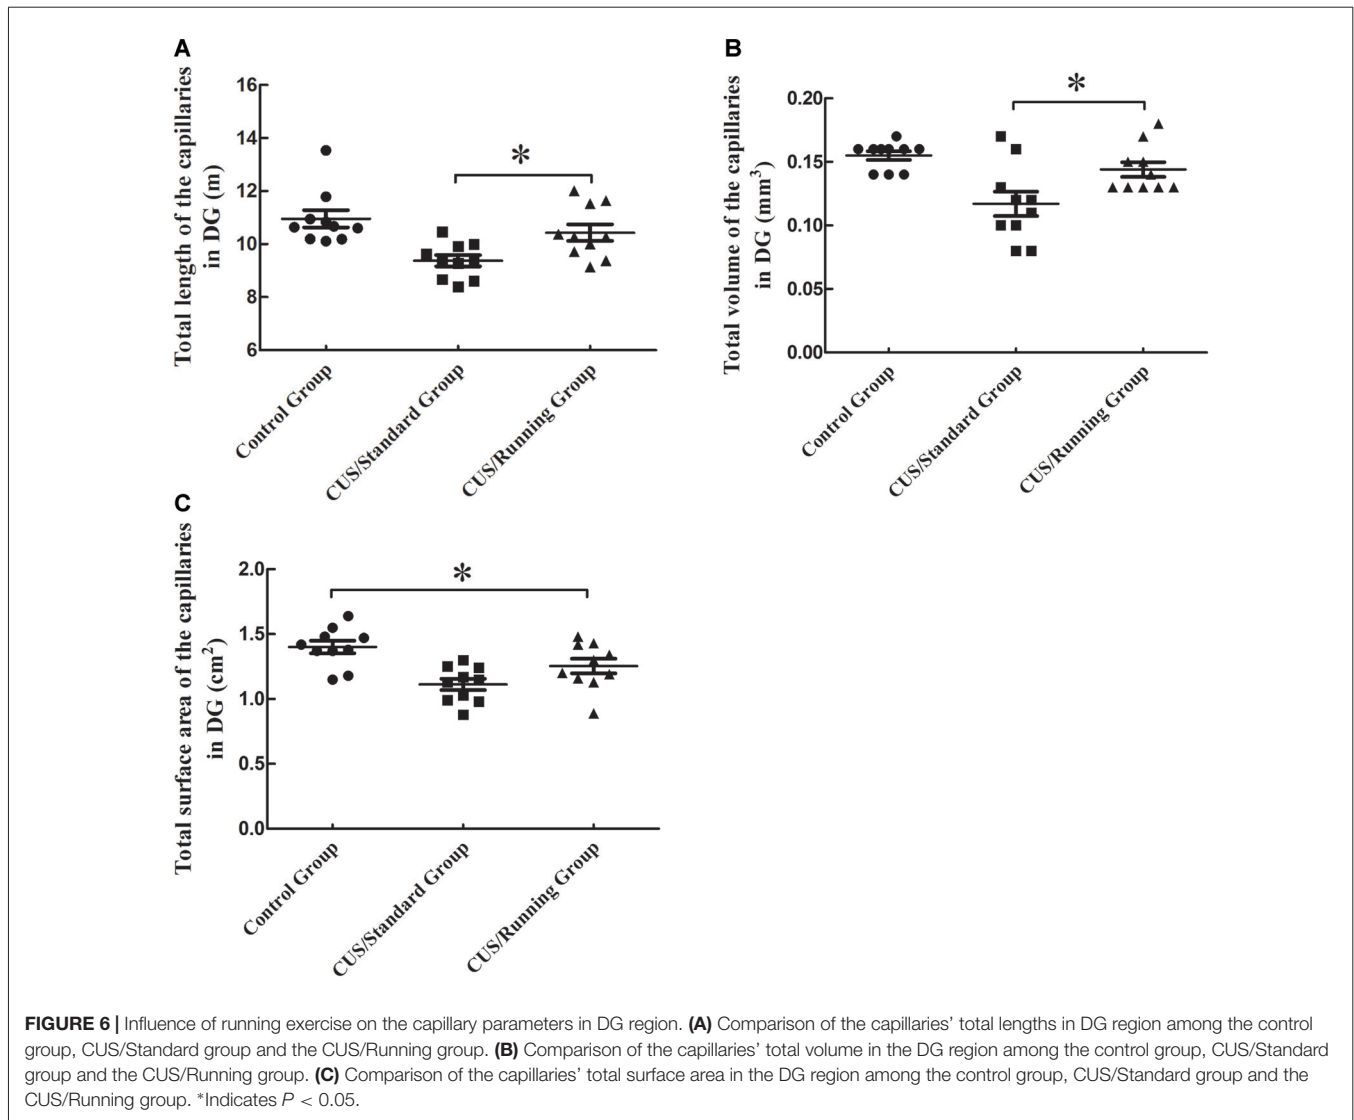 A
Total length of the capillaries
in DG (m)
16
14
12
10
8
6
*
Control Group
CUS/Standard Group
CUS/Running Group
B
Total volume of the capillaries
in DG (mm³)
0.20
0.15
0.10
0.05
0.00
*
Control Group
CUS/Standard Group
CUS/Running Group
C
Total surface area of the capillaries
in DG (cm²)
2.0
1.5
1.0
0.5
0.0
*
Control Group
CUS/Standard Group
CUS/Running Group
FIGURE 6 | Influence of running exercise on the capillary parameters in DG region. (A) Comparison of the capillaries’ total lengths in DG region among the control
group, CUS/Standard group and the CUS/Running group. (B) Comparison of the capillaries’ total volume in the DG region among the control group, CUS/Standard
group and the CUS/Running group. (C) Comparison of the capillaries’ total surface area in the DG region among the control group, CUS/Standard group and the
CUS/Running group. *Indicates P < 0.05.